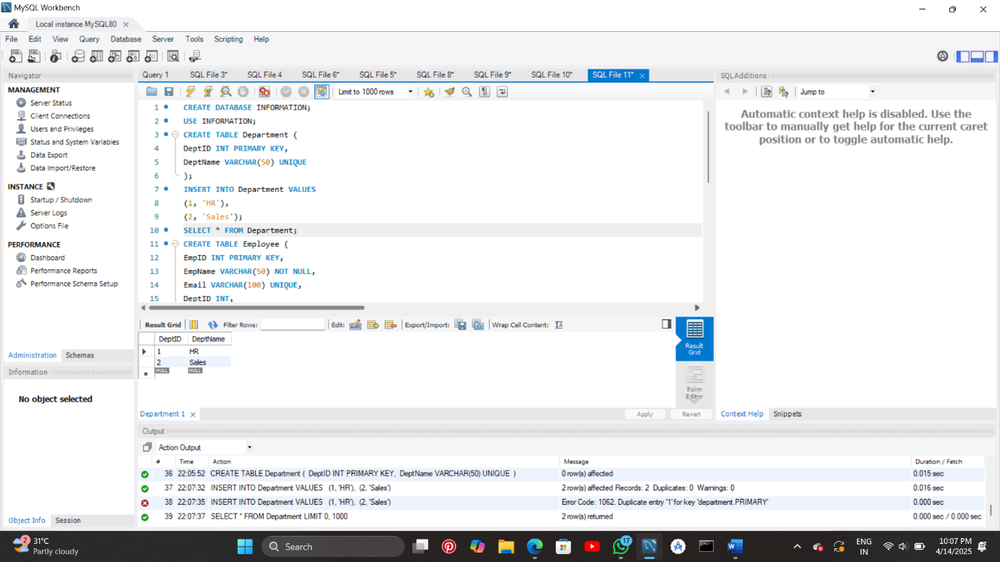 MySQL Workbench
Local instance MySQL80
File Edit View Query Database Server Tools Scripting Help
Navigator
MANAGEMENT
Server Status
Client Connections
Users and Privileges
Status and System Variables
Data Export
Data Import/Restore
INSTANCE
Startup / Shutdown
Server Logs
Options File
PERFORMANCE
Dashboard
Performance Reports
Performance Schema Setup
Administration Schemas
Information
No object selected
Object Info Session
Query 1 SQL File 3* SQL File 4 SQL File 6* SQL File 5* SQL File 8* SQL File 9* SQL File 10* SQL File 11*
Limit to 1000 rows
1 CREATE DATABASE INFORMATION;
2 USE INFORMATION;
3 CREATE TABLE Department (
4 DeptID INT PRIMARY KEY,
5 DeptName VARCHAR(50) UNIQUE
6 );
7 INSERT INTO Department VALUES
8 (1, 'HR'),
9 (2, 'Sales');
10 SELECT * FROM Department;
11 CREATE TABLE Employee (
12 EmpID INT PRIMARY KEY,
13 EmpName VARCHAR(50) NOT NULL,
14 Email VARCHAR(100) UNIQUE,
15 DeptID INT,
Result Grid Filter Rows: Edit: Export/Import: Wrap Cell Content:
DeptID DeptName
1 HR
2 Sales
NULL NULL
Result
Grid
Form
Editor
Department 1 Apply Revert
SQLAdditions
Jump to
Automatic context help is disabled. Use the
toolbar to manually get help for the current caret
position or to toggle automatic help.
Context Help Snippets
Output
Action Output
# Time Action Message Duration / Fetch
36 22:05:52 CREATE TABLE Department ( DeptID INT PRIMARY KEY, DeptName VARCHAR(50) UNIQUE ) 0 row(s) affected 0.015 sec
37 22:07:32 INSERT INTO Department VALUES (1, 'HR'), (2, 'Sales') 2 row(s) affected Records: 2 Duplicates: 0 Warnings: 0 0.016 sec
38 22:07:35 INSERT INTO Department VALUES (1, 'HR'), (2, 'Sales') Error Code: 1062. Duplicate entry '1' for key 'department.PRIMARY' 0.000 sec
39 22:07:37 SELECT * FROM Department LIMIT 0, 1000 2 row(s) returned 0.000 sec / 0.000 sec
2
31°C
Partly cloudy
Search
17
ENG
IN
10:07 PM
4/14/2025